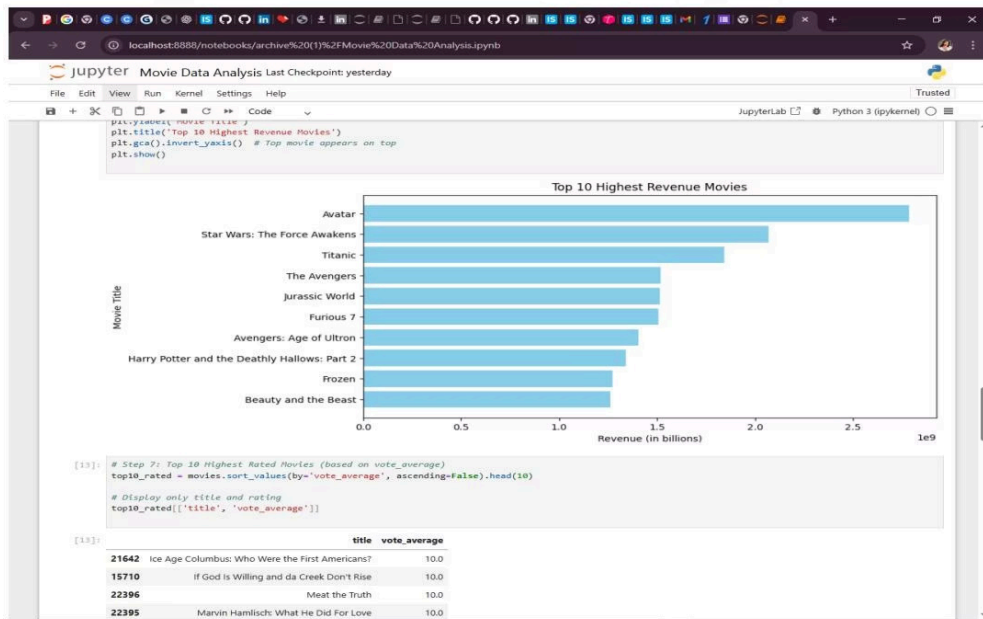 localhost:8888/notebooks/archive%20(1)%2FMovie%20Data%20Analysis.ipynb
jupyter Movie Data Analysis Last Checkpoint: yesterday
File Edit View Run Kernel Settings Help Trusted
Code JupyterLab Python 3 (ipykernel)
plt.ylabel('Movie Title')
plt.title('Top 10 Highest Revenue Movies')
plt.gca().invert_yaxis() # Top movie appears on top
plt.show()
Top 10 Highest Revenue Movies
Avatar
Star Wars: The Force Awakens
Titanic
The Avengers
Jurassic World
Furious 7
Avengers: Age of Ultron
Harry Potter and the Deathly Hallows: Part 2
Frozen
Beauty and the Beast
Movie Title
0.0 0.5 1.0 1.5 2.0 2.5
Revenue (in billions) 1e9
[13]: # Step 7: Top 10 Highest Rated Movies (based on vote_average)
top10_rated = movies.sort_values(by='vote_average', ascending=False).head(10)
# Display only title and rating
top10_rated[['title', 'vote_average']]
[13]: title vote_average
21642 Ice Age Columbus: Who Were the First Americans? 10.0
15710 If God Is Willing and da Creek Don't Rise 10.0
22396 Meat the Truth 10.0
22395 Marvin Hamlisch: What He Did For Love 10.0